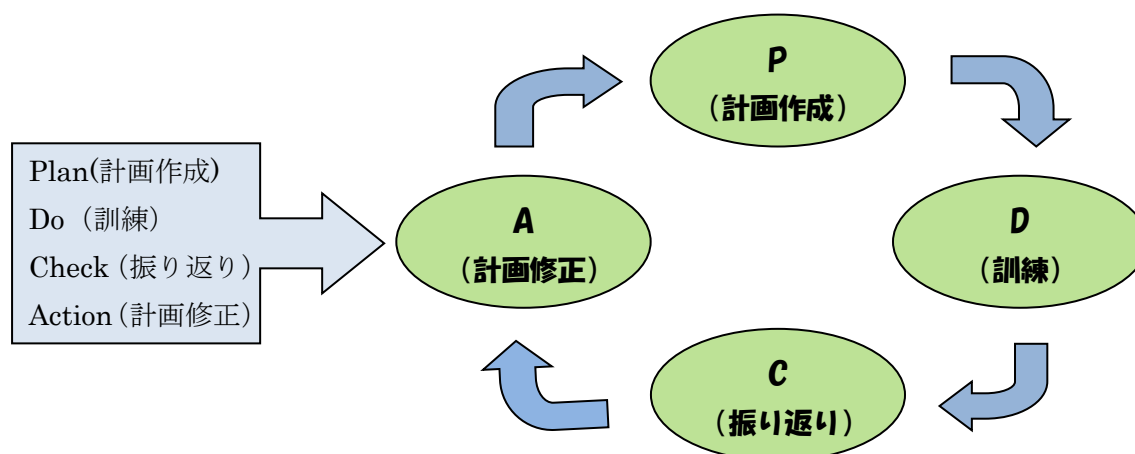 Plan(計画作成)
Do（訓練）
Check（振り返り）
Action（計画修正）
P
（計画作成）
D
（訓練）
C
（振り返り）
A
（計画修正）